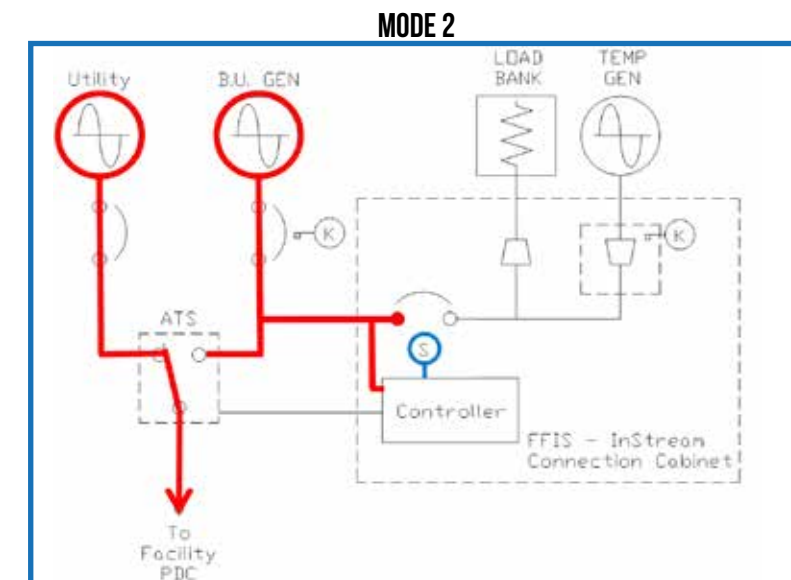 MODE 2
Utility
B.U. GEN
LOAD
BANK
TEMP
GEN
K
K
ATS
S
Controller
FFIS - InStream
Connection Cabinet
To
Facility
PDC